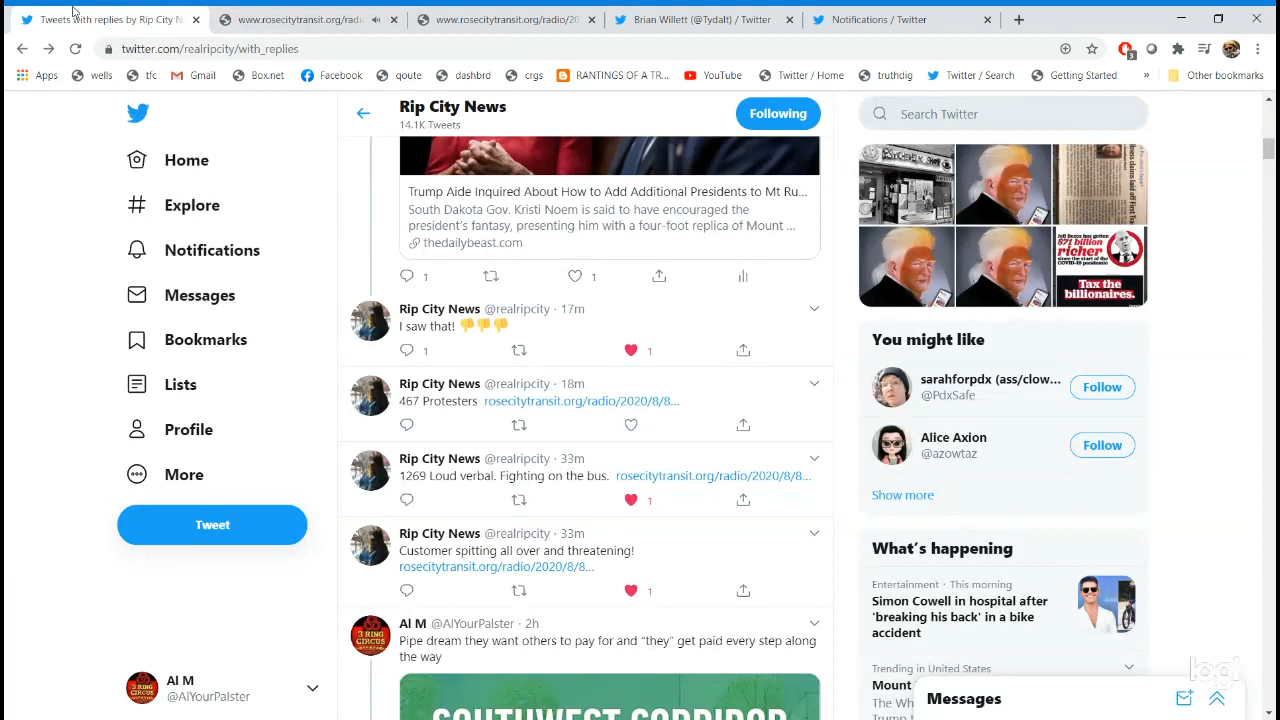 Tweets with replies by Rip City N
www.rosecitytransit.org/radi
www.rosecitytransit.org/radio/20
Brian Willett (@Tydalt) / Twitter
Notifications / Twitter
twitter.com/realripcity/with_replies
3
Apps
wells
tfc
Gmail
Box.net
Facebook
qoute
dashbrd
crgs
RANTINGS OF A TR...
YouTube
Twitter / Home
truthdig
Twitter / Search
Getting Started
»
Other bookmarks
Home
Explore
Notifications
Messages
Bookmarks
Lists
Profile
More
Tweet
Al M
@AlYourPalster
Rip City News
14.1K Tweets
Following
Trump Aide Inquired About How to Add Additional Presidents to Mt Ru...
South Dakota Gov. Kristi Noem is said to have encouraged the
president's fantasy, presenting him with a four-foot replica of Mount ...
thedailybeast.com
1 1
Rip City News @realripcity · 17m
I saw that! 👎👎👎
1 1
Rip City News @realripcity · 18m
467 Protesters rosecitytransit.org/radio/2020/8/8...
Rip City News @realripcity · 33m
1269 Loud verbal. Fighting on the bus. rosecitytransit.org/radio/2020/8/8...
1
Rip City News @realripcity · 33m
Customer spitting all over and threatening!
rosecitytransit.org/radio/2020/8/8...
1
3 RING
CIRCUS
Al M @AlYourPalster · 2h
Pipe dream they want others to pay for and "they" get paid every step along
the way
SOUTHWEST CORRIDOR
Search Twitter
PSYCHEDELIC SHOP
Jeff Bezos has gotten
$71 billion
richer
since the start of the
COVID-19 pandemic
Tax the
billionaires.
You might like
sarahforpdx (ass/clow...
@PdxSafe
Follow
Alice Axion
@azowtaz
Follow
Show more
What's happening
Entertainment · This morning
Simon Cowell in hospital after
'breaking his back' in a bike
accident
Trending in United States
Mount
The Wh
Trump t
Messages
logi